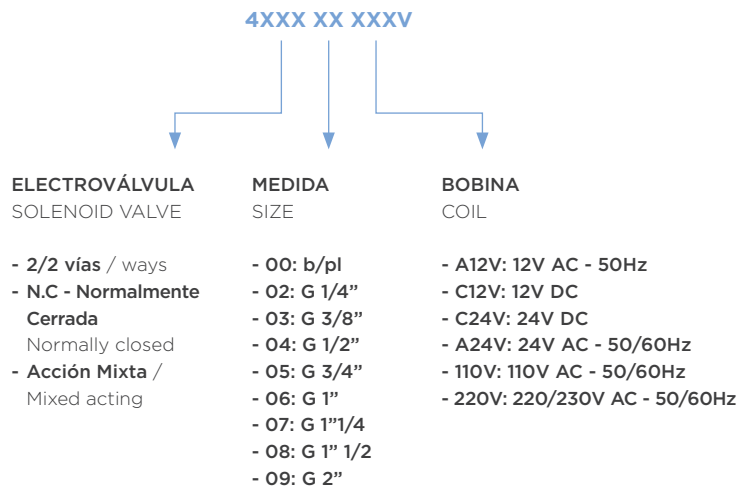 4XXX XX XXXV
ELECTROVÁLVULA
SOLENOID VALVE
- 2/2 vías / ways
- N.C - Normalmente
Cerrada
Normally closed
- Acción Mixta /
Mixed acting
MEDIDA
SIZE
- 00: b/pl
- 02: G 1/4”
- 03: G 3/8”
- 04: G 1/2”
- 05: G 3/4”
- 06: G 1”
- 07: G 1”1/4
- 08: G 1” 1/2
- 09: G 2”
BOBINA
COIL
- A12V: 12V AC - 50Hz
- C12V: 12V DC
- C24V: 24V DC
- A24V: 24V AC - 50/60Hz
- 110V: 110V AC - 50/60Hz
- 220V: 220/230V AC - 50/60Hz